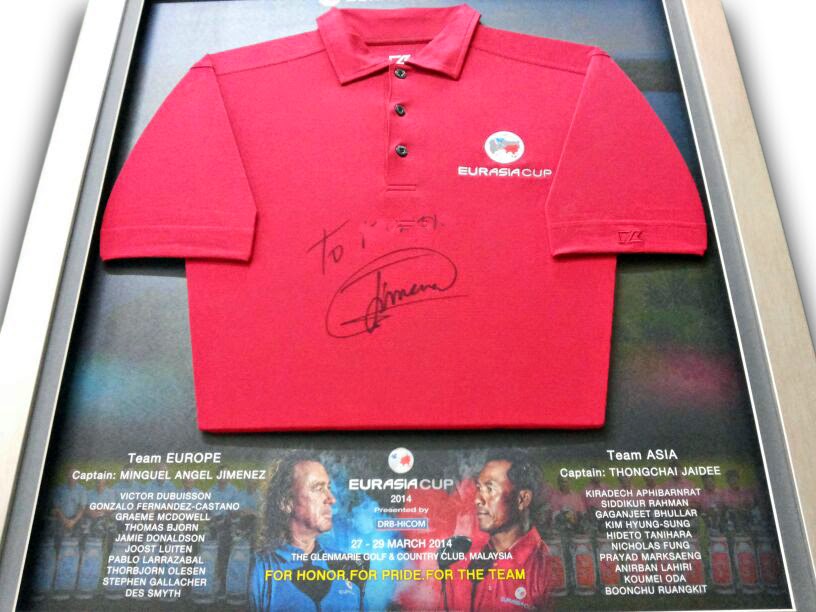 EURASIA CUP
To
Jimenez
Team EUROPE
Captain: MINGUEL ANGEL JIMENEZ
VICTOR DUBUISSON
GONZALO FERNANDEZ-CASTANO
GRAEME MCDOWELL
THOMAS BJORN
JAMIE DONALDSON
JOOST LUITEN
PABLO LARRAZABAL
THORBJORN OLESEN
STEPHEN GALLACHER
DES SMYTH
EURASIA CUP
2014
Presented by
DRB-HICOM
27 - 29 MARCH 2014
THE GLENMARIE GOLF & COUNTRY CLUB, MALAYSIA
FOR HONOR,FOR PRIDE,FOR THE TEAM
Team ASIA
Captain: THONGCHAI JAIDEE
KIRADECH APHIBARNRAT
SIDDIKUR RAHMAN
GAGANJEET BHULLAR
KIM HYUNG-SUNG
HIDETO TANIHARA
NICHOLAS FUNG
PRAYAD MARKSAENG
ANIRBAN LAHIRI
KOUMEI ODA
BOONCHU RUANGKIT